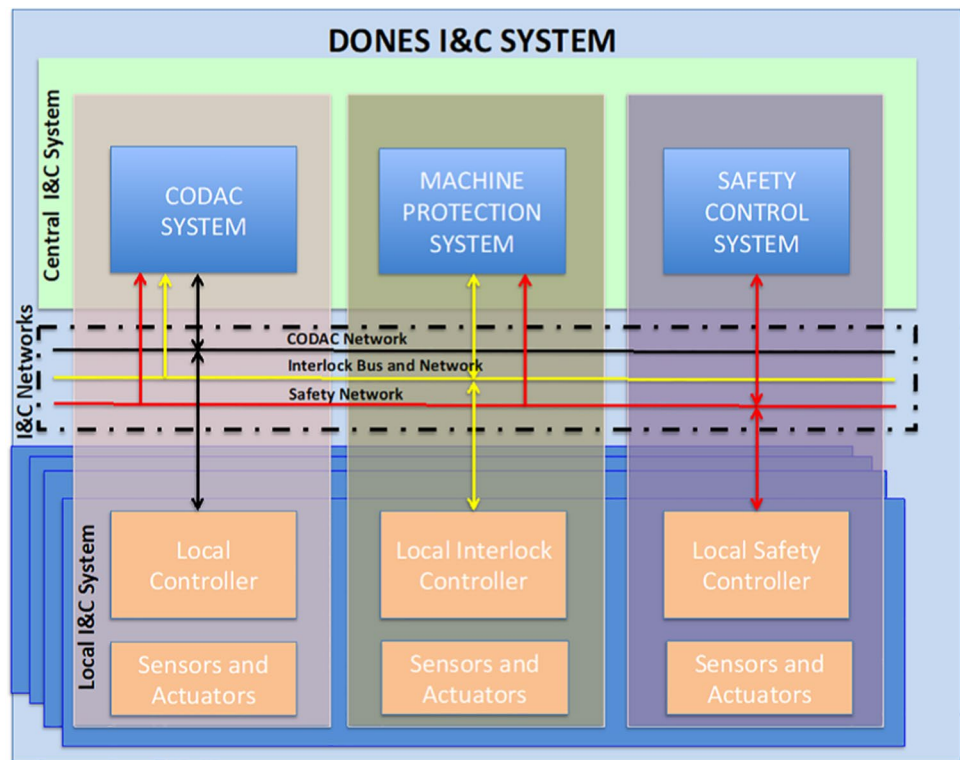 DONES I&C SYSTEM
Central I&C System
CODAC
SYSTEM
MACHINE
PROTECTION
SYSTEM
SAFETY
CONTROL
SYSTEM
I&C Networks
CODAC Network
Interlock Bus and Network
Safety Network
Local I&C System
Local
Controller
Local Interlock
Controller
Local Safety
Controller
Sensors and
Actuators
Sensors and
Actuators
Sensors and
Actuators